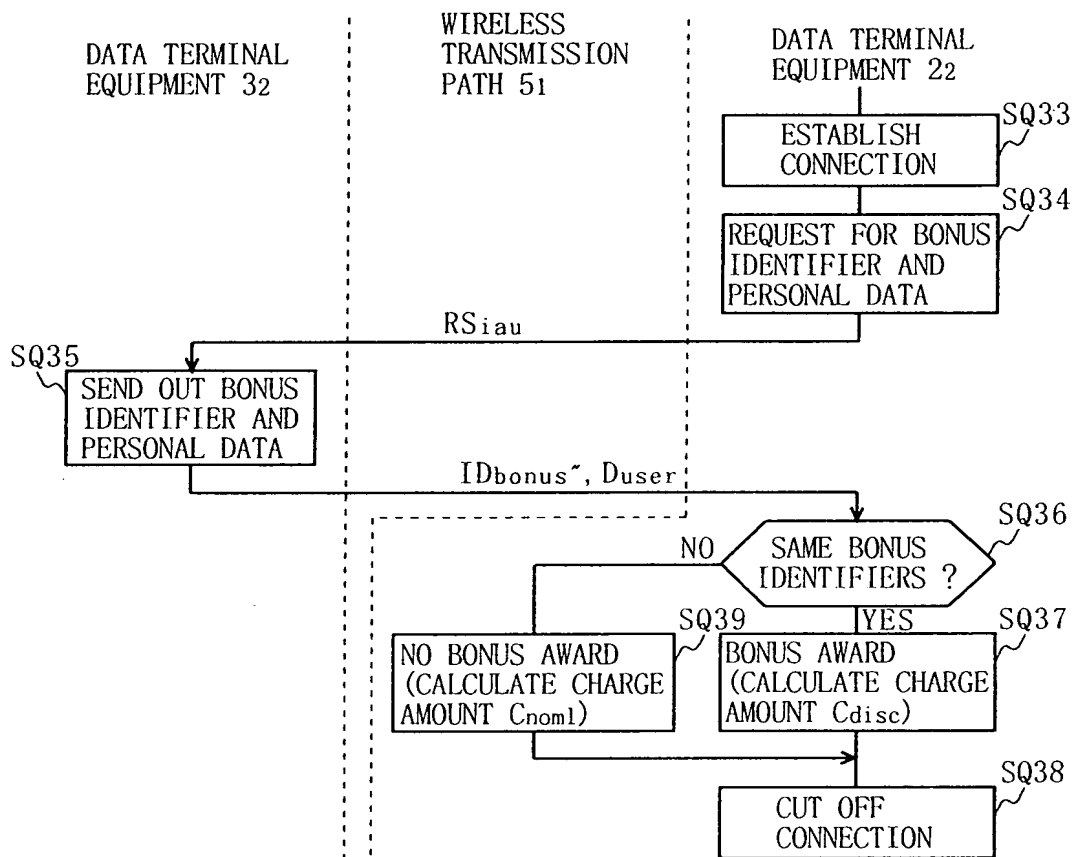 DATA TERMINAL
EQUIPMENT 32
WIRELESS
TRANSMISSION
PATH 51
DATA TERMINAL
EQUIPMENT 22
SQ33
ESTABLISH
CONNECTION
SQ34
REQUEST FOR BONUS
IDENTIFIER AND
PERSONAL DATA
RSiau
SQ35
SEND OUT BONUS
IDENTIFIER AND
PERSONAL DATA
IDbonus″, Duser
SQ36
SAME BONUS
IDENTIFIERS ?
NO
YES
SQ39
NO BONUS AWARD
(CALCULATE CHARGE
AMOUNT Cnoml)
SQ37
BONUS AWARD
(CALCULATE CHARGE
AMOUNT Cdisc)
SQ38
CUT OFF
CONNECTION